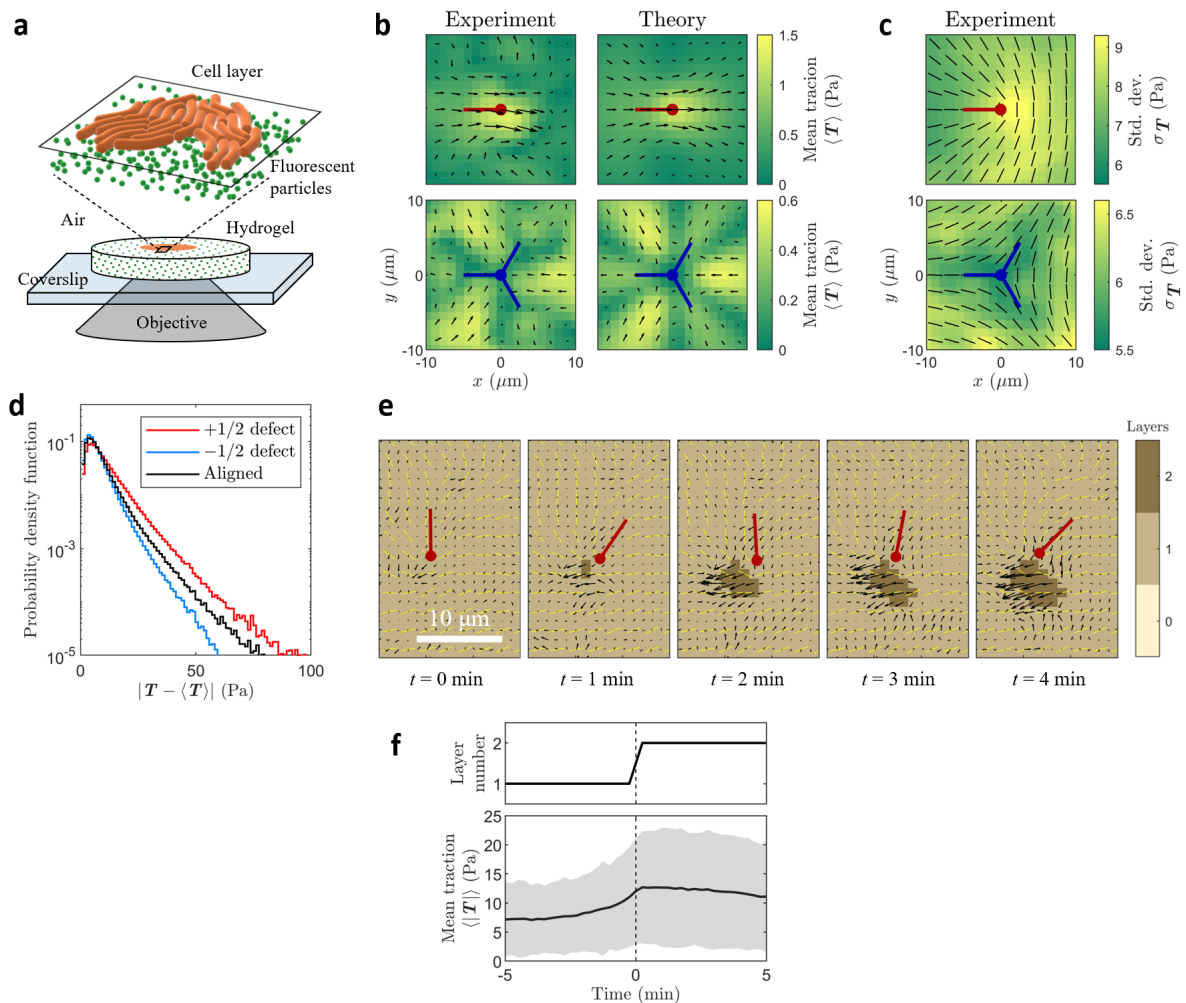 a
Cell layer
Fluorescent
particles
Air
Hydrogel
Coverslip
Objective
b
Experiment
Theory
1.5
1
0.5
0
Mean tracion
⟨T⟩ (Pa)
10
0
-10
y (μm)
-10
0
10
x (μm)
0.6
0.4
0.2
0
Mean traction
⟨T⟩ (Pa)
c
Experiment
9
8
7
6
Std. dev.
σT (Pa)
10
0
-10
y (μm)
-10
0
10
x (μm)
6.5
6
5.5
Std. dev.
σT (Pa)
d
Probability density function
10⁻¹
10⁻³
10⁻⁵
+1/2 defect
−1/2 defect
Aligned
0
50
100
|T − ⟨T⟩| (Pa)
e
10 μm
t = 0 min
t = 1 min
t = 2 min
t = 3 min
t = 4 min
Layers
2
1
0
f
Layer
number
2
1
Mean traction
⟨|T|⟩ (Pa)
25
20
15
10
5
0
-5
0
5
Time (min)